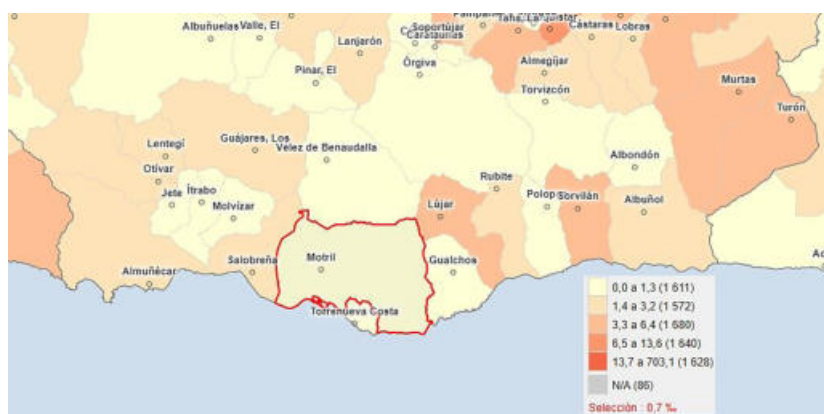 Albuñuelas
Valle, El
Soportújar
Carataunas
Pampane
Taha, La
Cástaras
Lobras
Lanjarón
Pinar, El
Órgiva
Almegíjar
Torvizcón
Murtas
Turón
Lentegí
Guájares, Los
Otívar
Vélez de Benaudalla
Jete
Ítrabo
Molvízar
Rubite
Albondón
Lújar
Polop
Sorvilán
Albuñol
Almuñécar
Salobreña
Motril
Gualchos
Torrenueva Costa
0,0 a 1,3 (1 611)
1,4 a 3,2 (1 572)
3,3 a 6,4 (1 680)
6,5 a 13,6 (1 640)
13,7 a 703,1 (1 628)
N/A (86)
Selección : 0,7 ‰